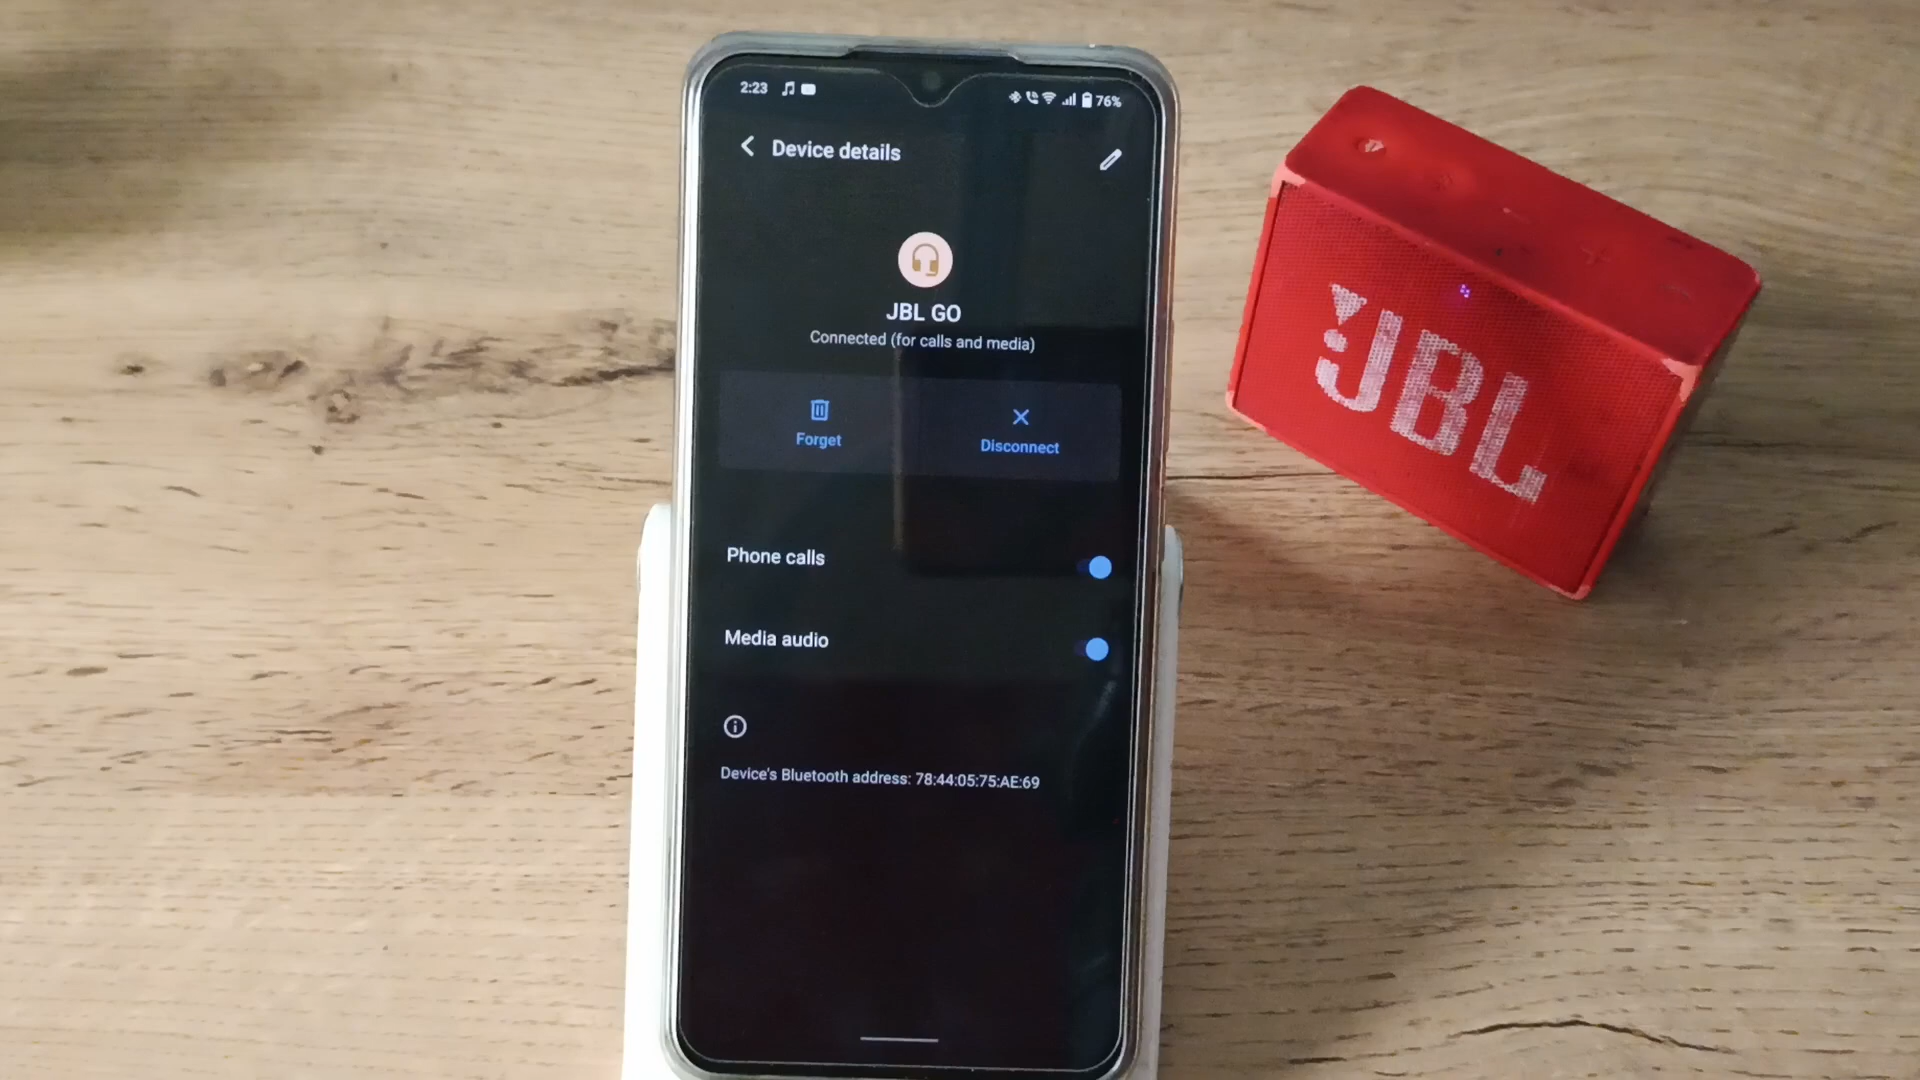 2:23
76%
Device details
JBL GO
Connected (for calls and media)
Forget
Disconnect
Phone calls
Media audio
Device's Bluetooth address: 78:44:05:75:AE:69
JBL